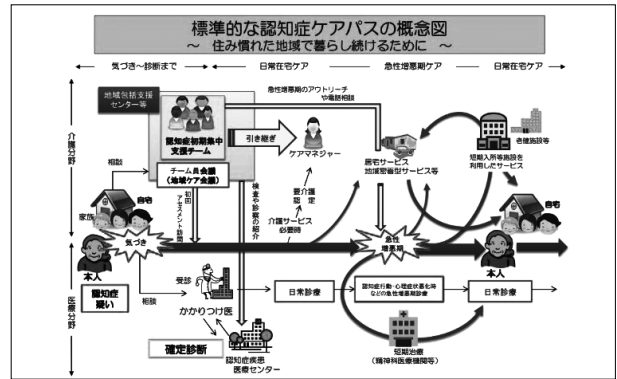 標準的な認知症ケアパスの概念図
～ 住み慣れた地域で暮らし続けるために ～
気づき～診断まで
日常在宅ケア
急性増悪期ケア
日常在宅ケア
地域包括支援
センター等
急性増悪期のアウトリーチ
や電話相談
介護分野
認知症初期集中
支援チーム
引き継ぎ
ケアマネジャー
居宅サービス
地域密着型サービス等
老健施設等
短期入所等施設を
利用したサービス
相談
チーム員会議
（地域ケア会議）
家族
自宅
初回
アセスメント訪問
検査や診察の紹介
要介護
認定
介護サービス
必要時
自宅
気づき
急性
増悪期
本人
本人
認知症
疑い
医療分野
相談
受診
かかりつけ医
日常診療
認知症行動・心理症状悪化時
などの急性増悪期診療
日常診療
確定診断
認知症疾患
医療センター
短期治療
（精神科医療機関等）